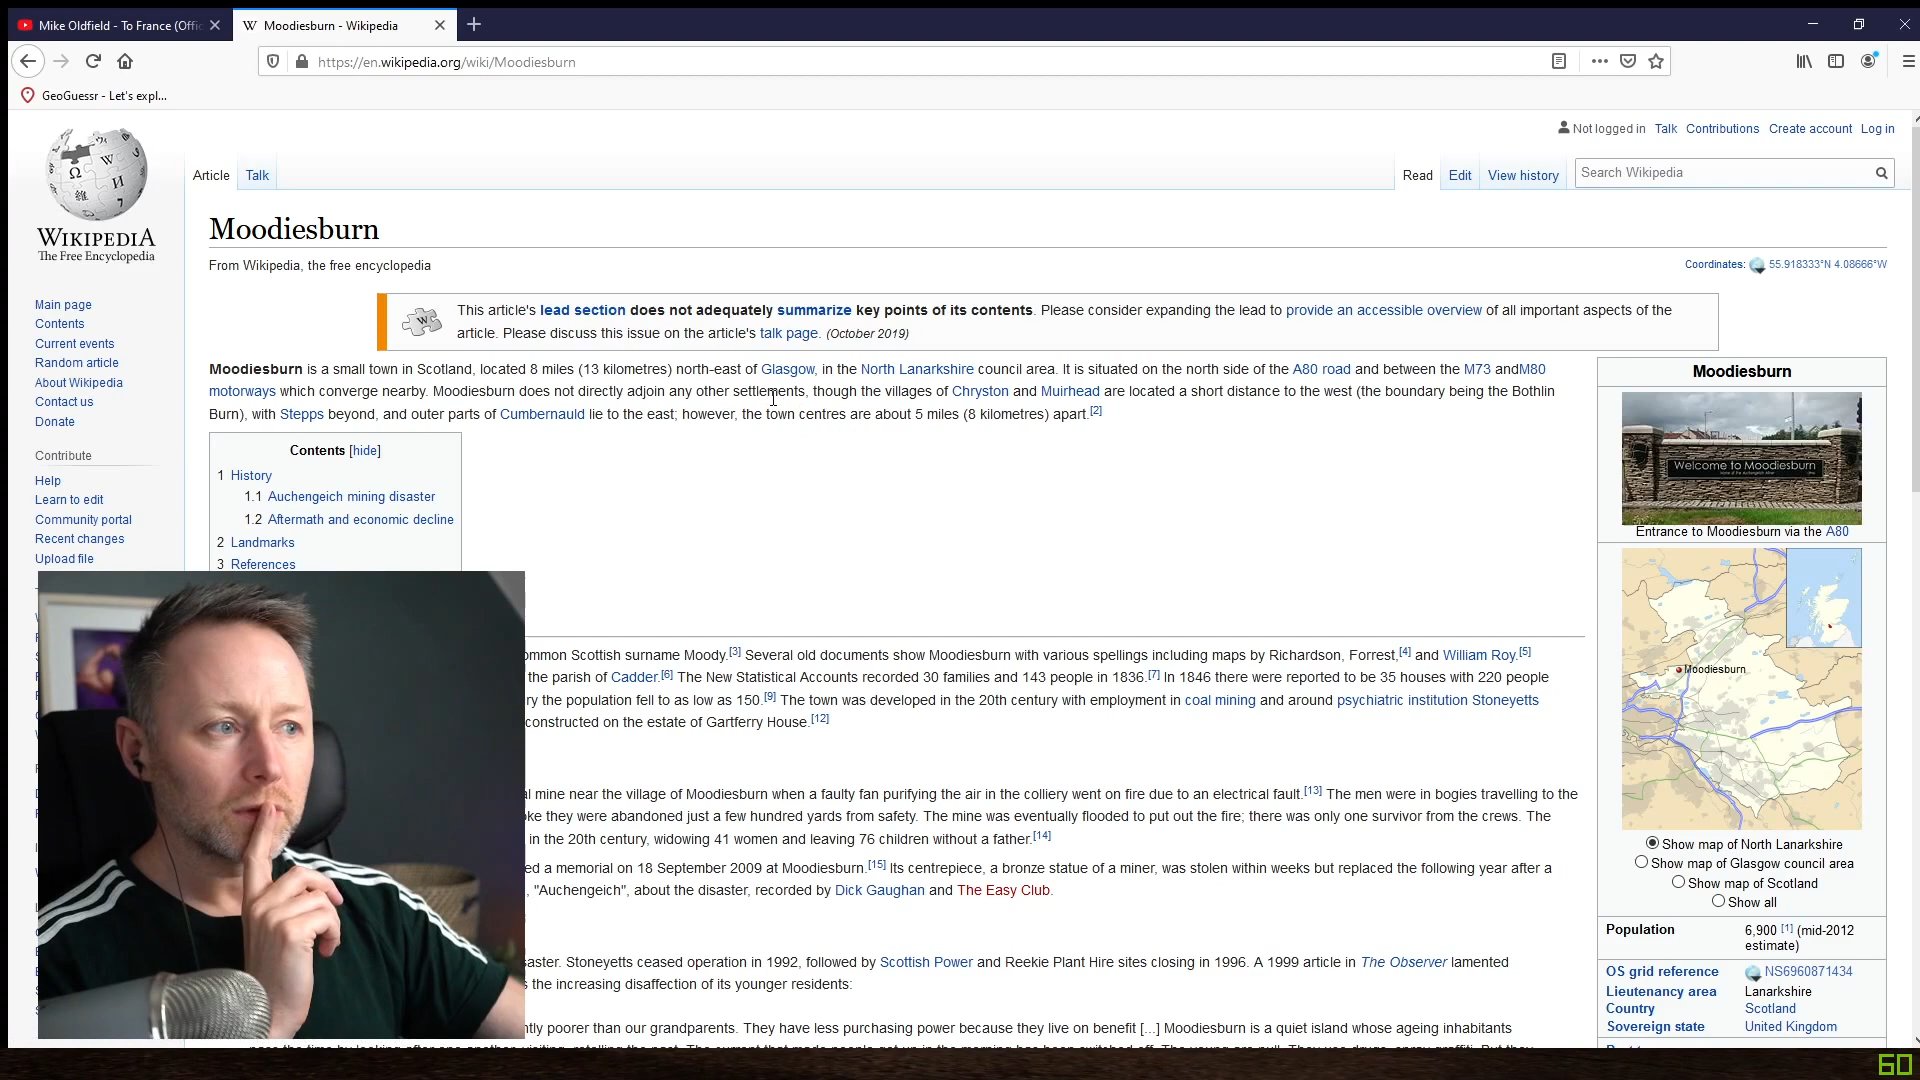 Mike Oldfield - To France (Offic
Moodiesburn - Wikipedia
https://en.wikipedia.org/wiki/Moodiesburn
GeoGuessr - Let's expl...
Not logged in Talk Contributions Create account Log in
Article Talk Read Edit View history Search Wikipedia
WIKIPEDIA
The Free Encyclopedia
Main page
Contents
Current events
Random article
About Wikipedia
Contact us
Donate
Contribute
Help
Learn to edit
Community portal
Recent changes
Upload file
Moodiesburn
From Wikipedia, the free encyclopedia
Coordinates: 55.918333°N 4.08666°W
This article's lead section does not adequately summarize key points of its contents. Please consider expanding the lead to provide an accessible overview of all important aspects of the
article. Please discuss this issue on the article's talk page. (October 2019)
Moodiesburn is a small town in Scotland, located 8 miles (13 kilometres) north-east of Glasgow, in the North Lanarkshire council area. It is situated on the north side of the A80 road and between the M73 andM80
motorways which converge nearby. Moodiesburn does not directly adjoin any other settlements, though the villages of Chryston and Muirhead are located a short distance to the west (the boundary being the Bothlin
Burn), with Stepps beyond, and outer parts of Cumbernauld lie to the east; however, the town centres are about 5 miles (8 kilometres) apart.[2]
Contents [hide]
1 History
1.1 Auchengeich mining disaster
1.2 Aftermath and economic decline
2 Landmarks
3 References
ommon Scottish surname Moody.[3] Several old documents show Moodiesburn with various spellings including maps by Richardson, Forrest,[4] and William Roy.[5]
the parish of Cadder.[6] The New Statistical Accounts recorded 30 families and 143 people in 1836.[7] In 1846 there were reported to be 35 houses with 220 people
ry the population fell to as low as 150.[9] The town was developed in the 20th century with employment in coal mining and around psychiatric institution Stoneyetts
constructed on the estate of Gartferry House.[12]
l mine near the village of Moodiesburn when a faulty fan purifying the air in the colliery went on fire due to an electrical fault.[13] The men were in bogies travelling to the
ke they were abandoned just a few hundred yards from safety. The mine was eventually flooded to put out the fire; there was only one survivor from the crews. The
in the 20th century, widowing 41 women and leaving 76 children without a father.[14]
ed a memorial on 18 September 2009 at Moodiesburn.[15] Its centrepiece, a bronze statue of a miner, was stolen within weeks but replaced the following year after a
, "Auchengeich", about the disaster, recorded by Dick Gaughan and The Easy Club.
saster. Stoneyetts ceased operation in 1992, followed by Scottish Power and Reekie Plant Hire sites closing in 1996. A 1999 article in The Observer lamented
s the increasing disaffection of its younger residents:
ntly poorer than our grandparents. They have less purchasing power because they live on benefit [...] Moodiesburn is a quiet island whose ageing inhabitants
Moodiesburn
Welcome to Moodiesburn
Entrance to Moodiesburn via the A80
Moodiesburn
Show map of North Lanarkshire
Show map of Glasgow council area
Show map of Scotland
Show all
Population 6,900 [1] (mid-2012
estimate)
OS grid reference NS6960871434
Lieutenancy area Lanarkshire
Country Scotland
Sovereign state United Kingdom
60